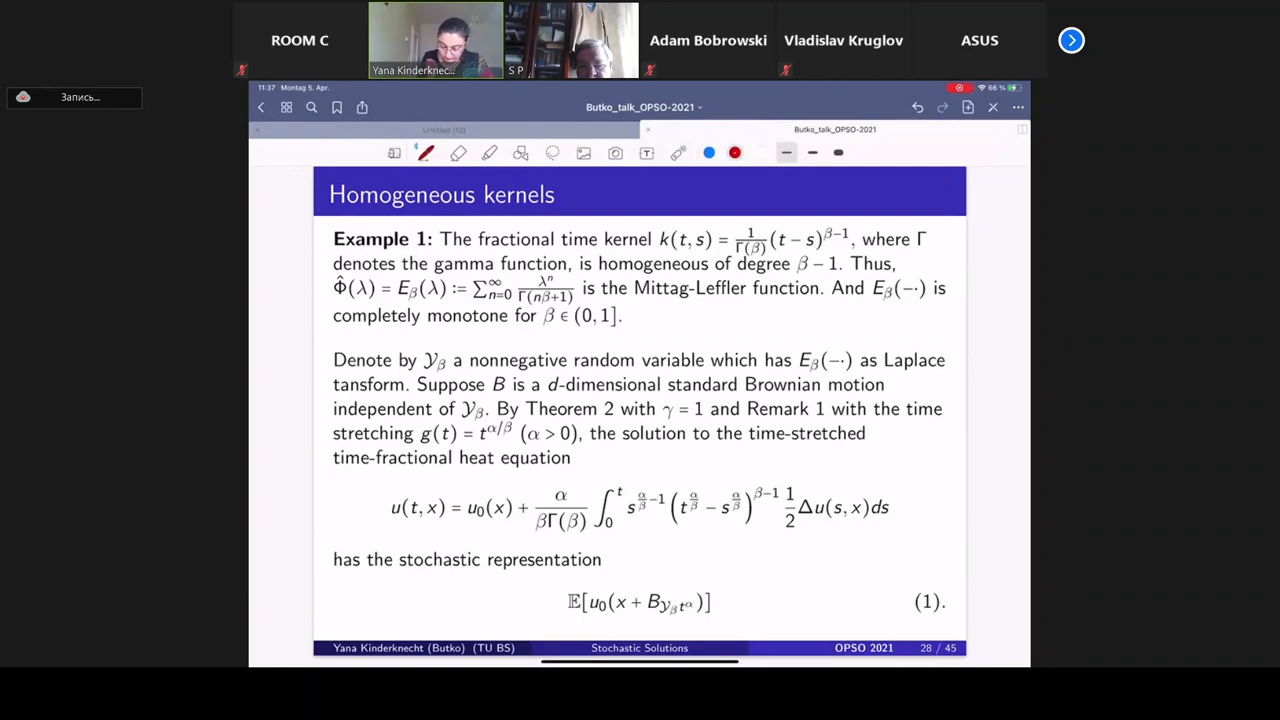 ROOM C
Yana Kinderknec...
S P
Adam Bobrowski
Vladislav Kruglov
ASUS
Запись...
11:37 Montag 5. Apr.
66 %
Butko_talk_OPSO-2021
Untitled (10)
Butko_talk_OPSO-2021
Homogeneous kernels
Example 1: The fractional time kernel k(t, s) = 1/Γ(β) (t − s)^{β−1}, where Γ
denotes the gamma function, is homogeneous of degree β − 1. Thus,
Φ̂(λ) = E_β(λ) := ∑_{n=0}^{∞} λ^n/Γ(nβ+1) is the Mittag-Leffler function. And E_β(−·) is
completely monotone for β ∈ (0, 1].
Denote by 𝒴_β a nonnegative random variable which has E_β(−·) as Laplace
tansform. Suppose B is a d-dimensional standard Brownian motion
independent of 𝒴_β. By Theorem 2 with γ = 1 and Remark 1 with the time
stretching g(t) = t^{α/β} (α > 0), the solution to the time-stretched
time-fractional heat equation
u(t, x) = u_0(x) + α/(βΓ(β)) ∫_0^t s^{α/β −1} (t^{α/β} − s^{α/β})^{β−1} 1/2 Δu(s, x)ds
has the stochastic representation
𝔼[u_0(x + B_{𝒴_β t^α})] (1).
Yana Kinderknecht (Butko) (TU BS) Stochastic Solutions OPSO 2021 28 / 45